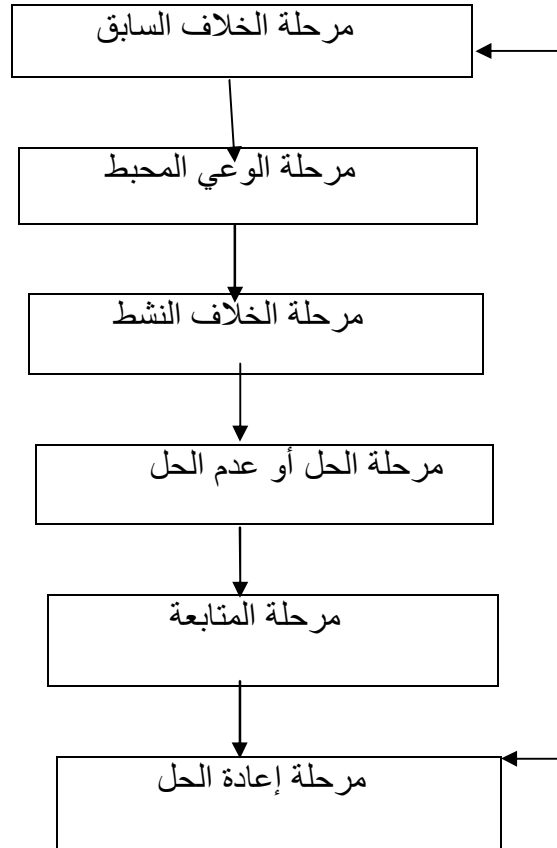 مرحلة الخلاف السابق
مرحلة الوعي المحبط
مرحلة الخلاف النشط
مرحلة الحل أو عدم الحل
مرحلة المتابعة
مرحلة إعادة الحل